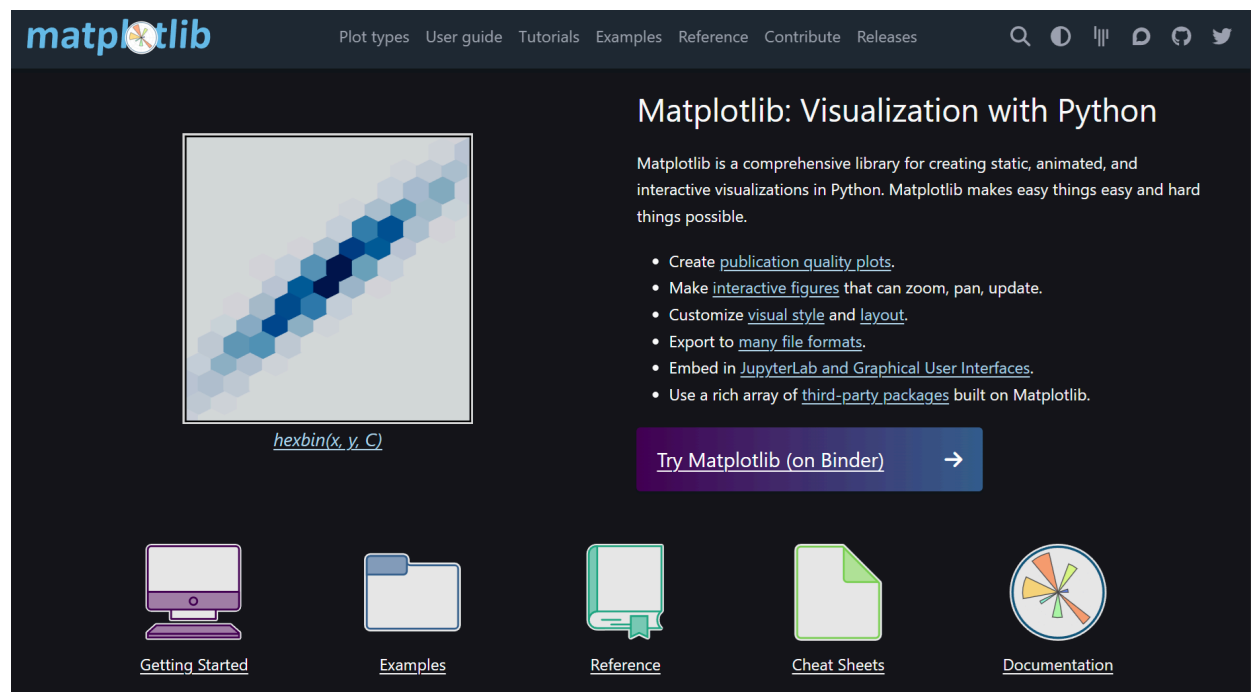 matplotlib
Plot types User guide Tutorials Examples Reference Contribute Releases
Matplotlib: Visualization with Python
Matplotlib is a comprehensive library for creating static, animated, and
interactive visualizations in Python. Matplotlib makes easy things easy and hard
things possible.
• Create publication quality plots.
• Make interactive figures that can zoom, pan, update.
• Customize visual style and layout.
• Export to many file formats.
• Embed in JupyterLab and Graphical User Interfaces.
• Use a rich array of third-party packages built on Matplotlib.
hexbin(x, y, C)
Try Matplotlib (on Binder)
Getting Started
Examples
Reference
Cheat Sheets
Documentation